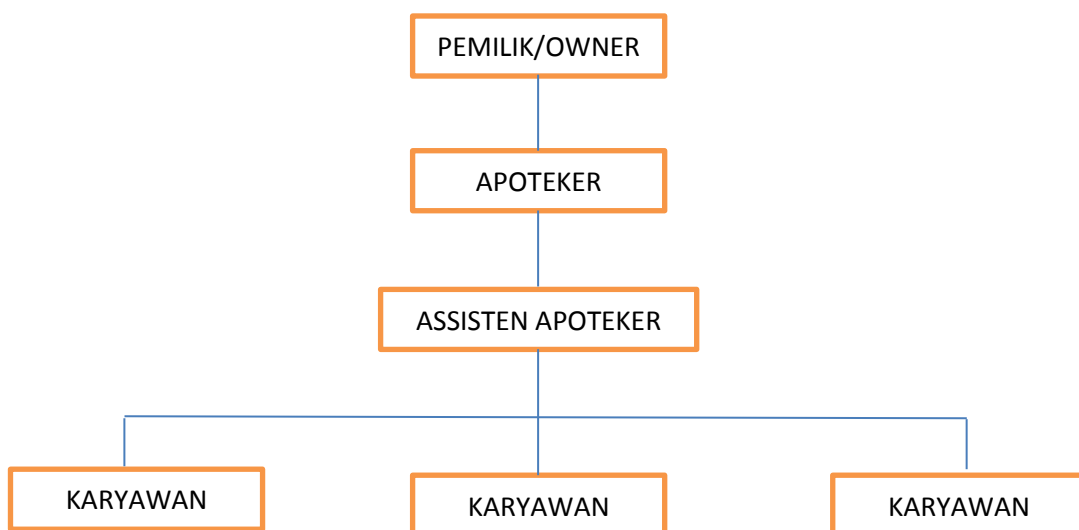 PEMILIK/OWNER
APOTEKER
ASSISTEN APOTEKER
KARYAWAN
KARYAWAN
KARYAWAN